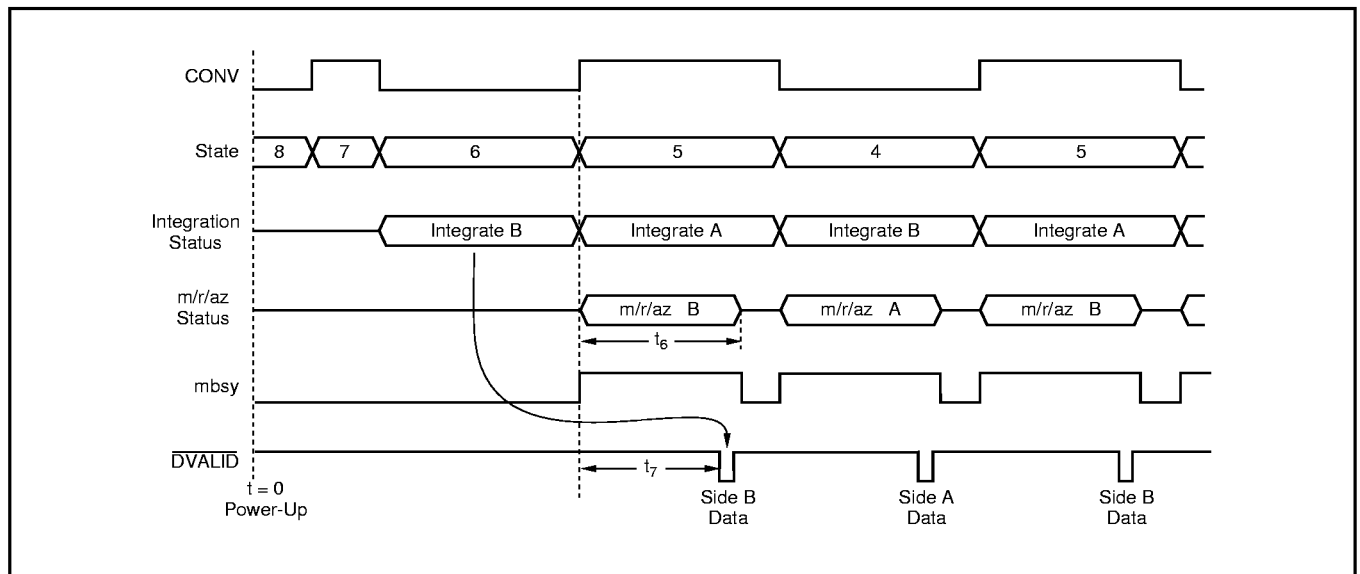 CONV
State
8 7 6 5 4 5
Integration
Status
Integrate B Integrate A Integrate B Integrate A
m/r/az
Status
m/r/az B m/r/az A m/r/az B
t6
mbsy
DVALID
t7
t = 0
Power-Up
Side B
Data
Side A
Data
Side B
Data